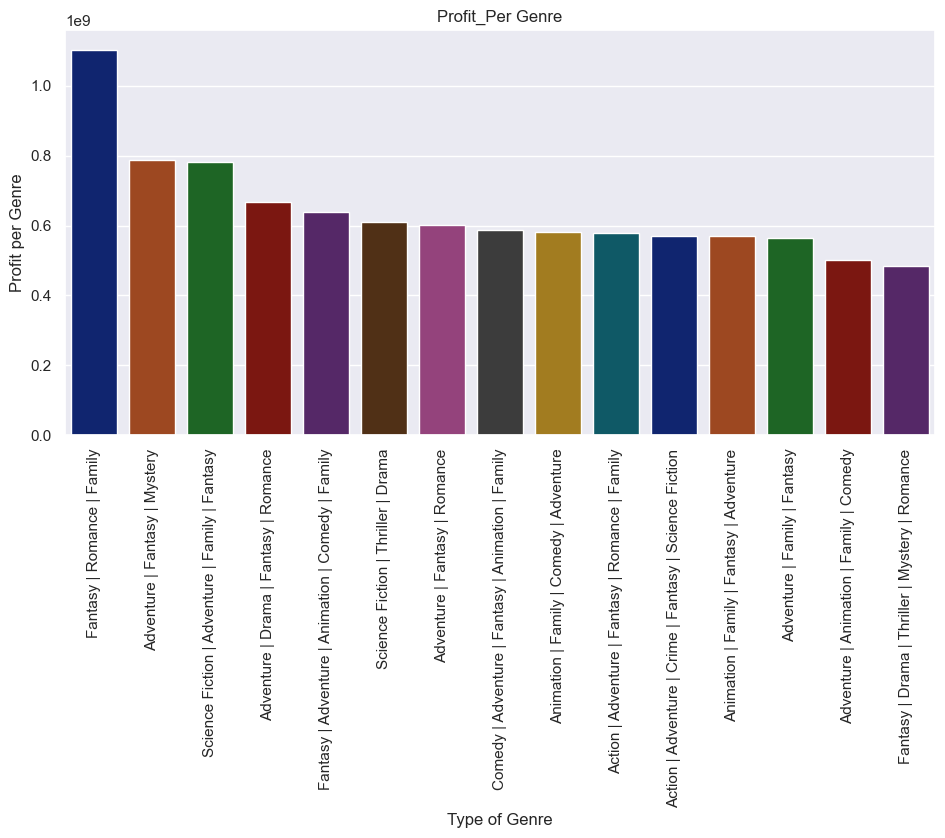 Profit_Per Genre
1e9
Profit per Genre
1.0
0.8
0.6
0.4
0.2
0.0
Fantasy | Romance | Family
Adventure | Fantasy | Mystery
Science Fiction | Adventure | Family | Fantasy
Adventure | Drama | Fantasy | Romance
Fantasy | Adventure | Animation | Comedy | Family
Science Fiction | Thriller | Drama
Adventure | Fantasy | Romance
Comedy | Adventure | Fantasy | Animation | Family
Animation | Family | Comedy | Adventure
Action | Adventure | Fantasy | Romance | Family
Action | Adventure | Crime | Fantasy | Science Fiction
Animation | Family | Fantasy | Adventure
Adventure | Family | Fantasy
Adventure | Animation | Family | Comedy
Fantasy | Drama | Thriller | Mystery | Romance
Type of Genre